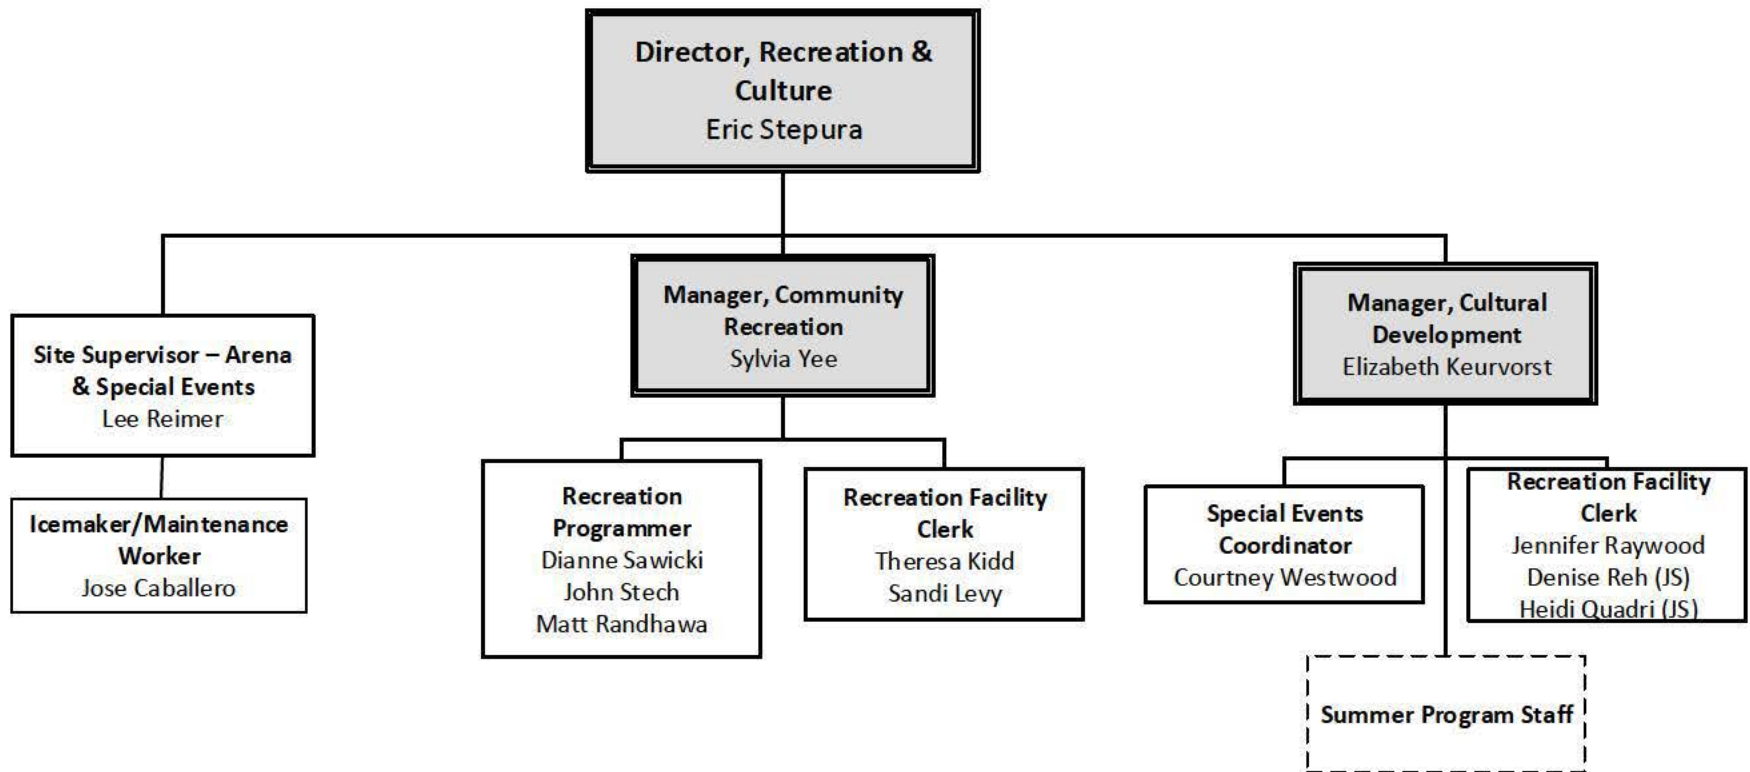 Director, Recreation &
Culture
Eric Stepura
Site Supervisor – Arena
& Special Events
Lee Reimer
Manager, Community
Recreation
Sylvia Yee
Manager, Cultural
Development
Elizabeth Keurvorst
Icemaker/Maintenance
Worker
Jose Caballero
Recreation
Programmer
Dianne Sawicki
John Stech
Matt Randhawa
Recreation Facility
Clerk
Theresa Kidd
Sandi Levy
Special Events
Coordinator
Courtney Westwood
Recreation Facility
Clerk
Jennifer Raywood
Denise Reh (JS)
Heidi Quadri (JS)
Summer Program Staff